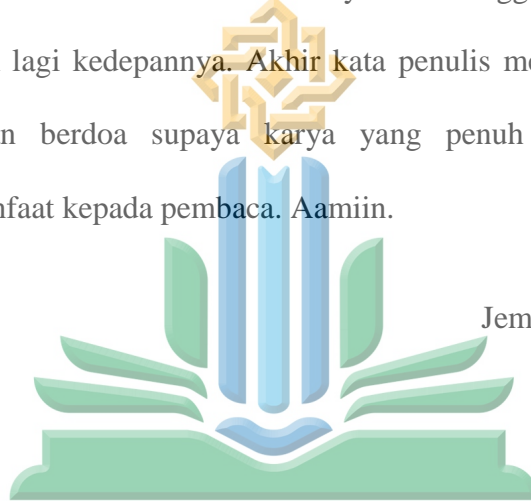 lagi kedepannya. Akhir kata penulis
berdoa supaya karya yang penuh
kepada pembaca. Aamiin.